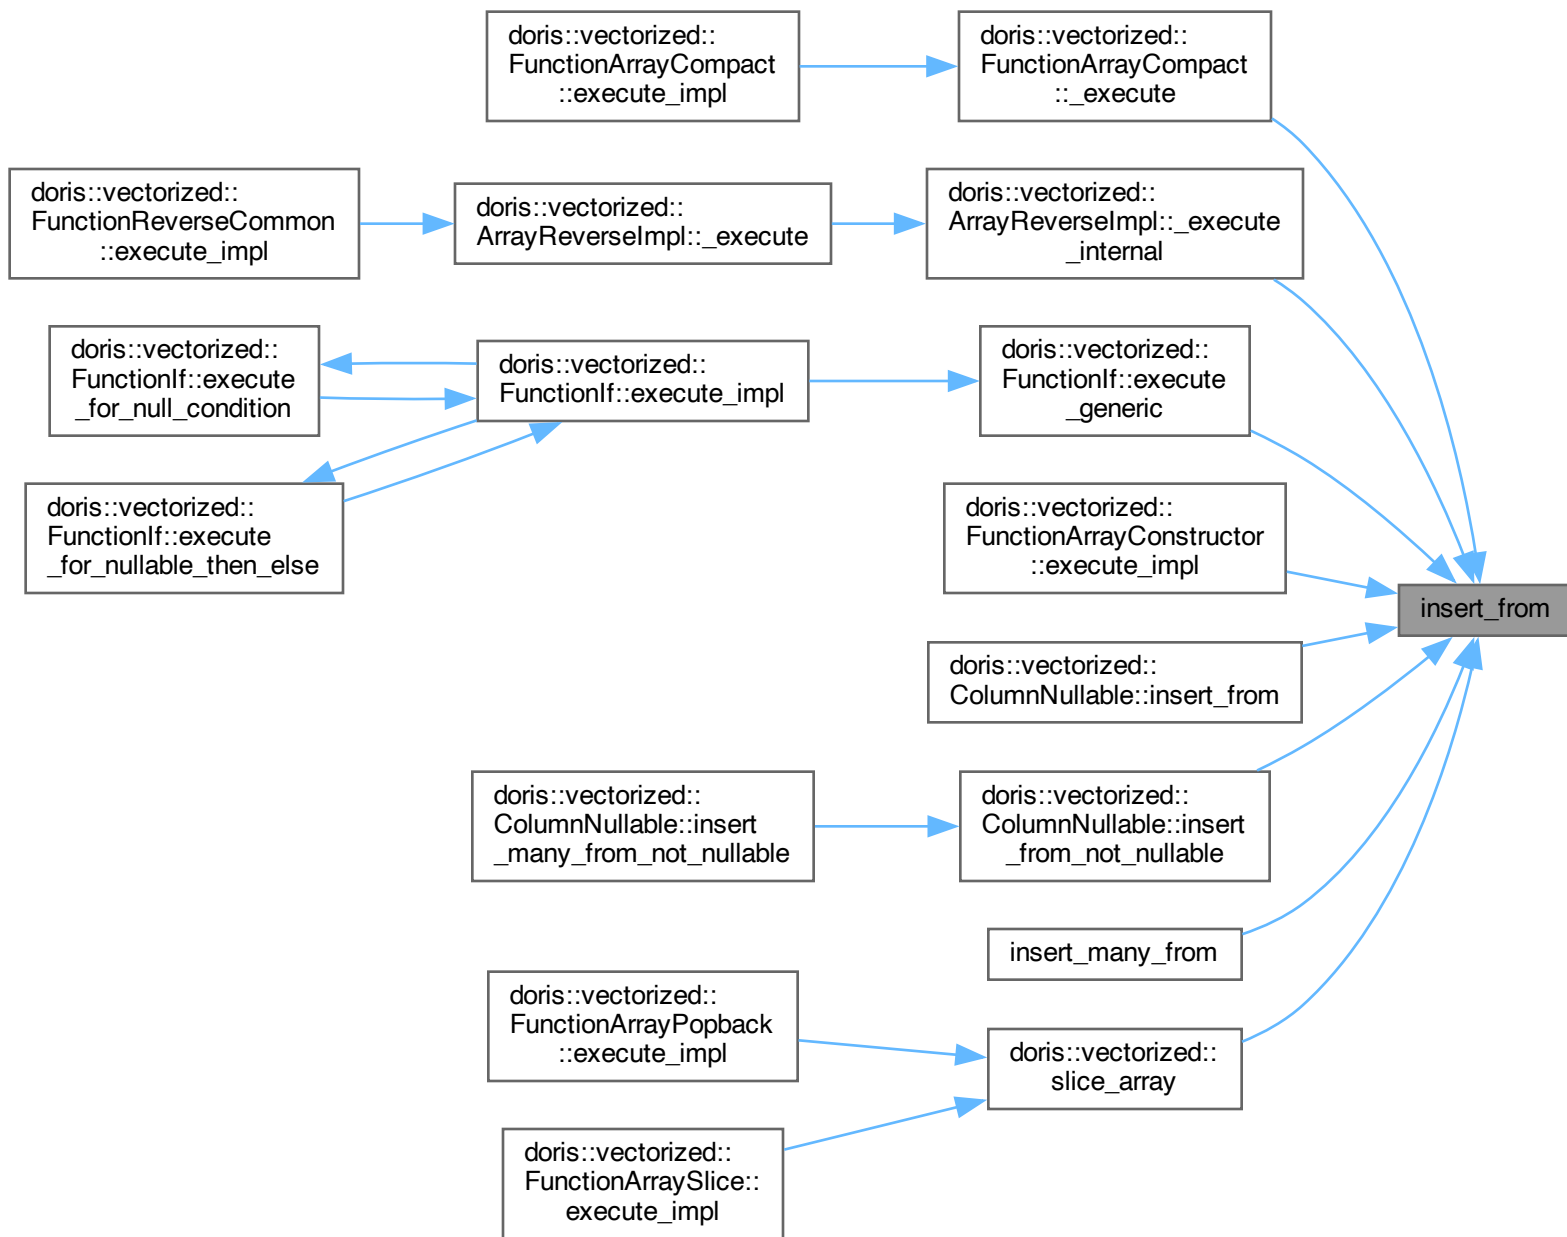 doris::vectorized::
FunctionArrayCompact
::execute_impl
doris::vectorized::
FunctionArrayCompact
::_execute
doris::vectorized::
FunctionReverseCommon
::execute_impl
doris::vectorized::
ArrayReverseImpl::_execute
doris::vectorized::
ArrayReverseImpl::_execute
_internal
doris::vectorized::
FunctionIf::execute
_for_null_condition
doris::vectorized::
FunctionIf::execute_impl
doris::vectorized::
FunctionIf::execute
_generic
doris::vectorized::
FunctionIf::execute
_for_nullable_then_else
doris::vectorized::
FunctionArrayConstructor
::execute_impl
insert_from
doris::vectorized::
ColumnNullable::insert_from
doris::vectorized::
ColumnNullable::insert
_many_from_not_nullable
doris::vectorized::
ColumnNullable::insert
_from_not_nullable
insert_many_from
doris::vectorized::
FunctionArrayPopback
::execute_impl
doris::vectorized::
slice_array
doris::vectorized::
FunctionArraySlice::
execute_impl